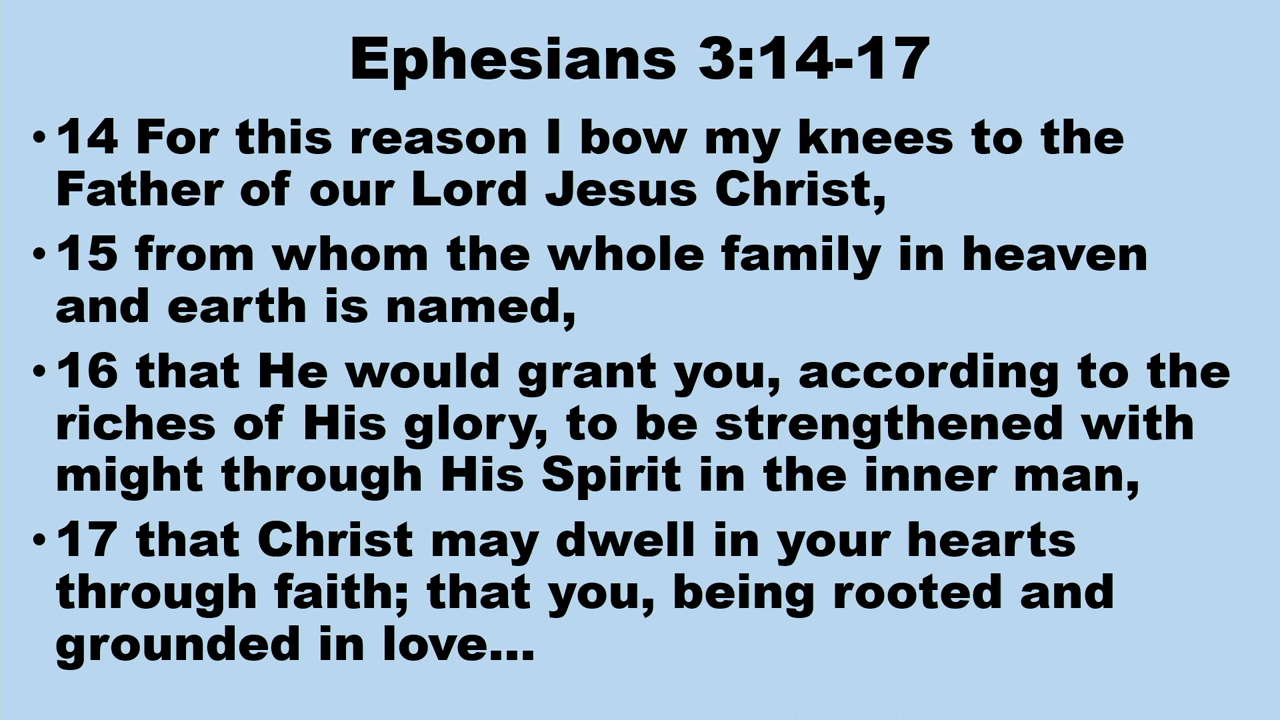 Ephesians 3:14-17
•14 For this reason I bow my knees to the
Father of our Lord Jesus Christ,
•15 from whom the whole family in heaven
and earth is named,
•16 that He would grant you, according to the
riches of His glory, to be strengthened with
might through His Spirit in the inner man,
•17 that Christ may dwell in your hearts
through faith; that you, being rooted and
grounded in love...